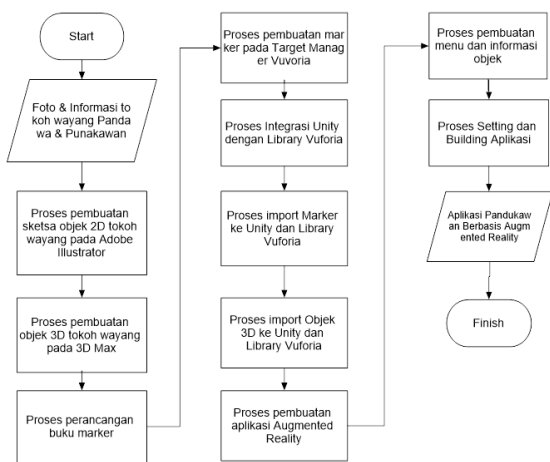 Start
Foto & Informasi to
koh wayang Panda
wa & Punakawan
Proses pembuatan
sketsa objek 2D tokoh
wayang pada Adobe
Illustrator
Proses pembuatan
objek 3D tokoh wayang
pada 3D Max
Proses perancangan
buku marker
Proses pembuatan mar
ker pada Target Manag
er Vuvoria
Proses Integrasi Unity
dengan Library Vuforia
Proses import Marker
ke Unity dan Library
Vuforia
Proses import Objek
3D ke Unity dan
Library Vuforia
Proses pembuatan
aplikasi Augmented
Reality
Proses pembuatan
menu dan informasi
objek
Proses Setting dan
Building Aplikasi
Aplikasi Pandukaw
an Berbasis Augm
ented Reality
Finish